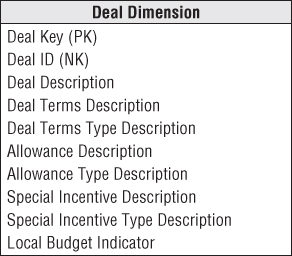 Deal Dimension
Deal Key (PK)
Deal ID (NK)
Deal Description
Deal Terms Description
Deal Terms Type Description
Allowance Description
Allowance Type Description
Special Incentive Description
Special Incentive Type Description
Local Budget Indicator